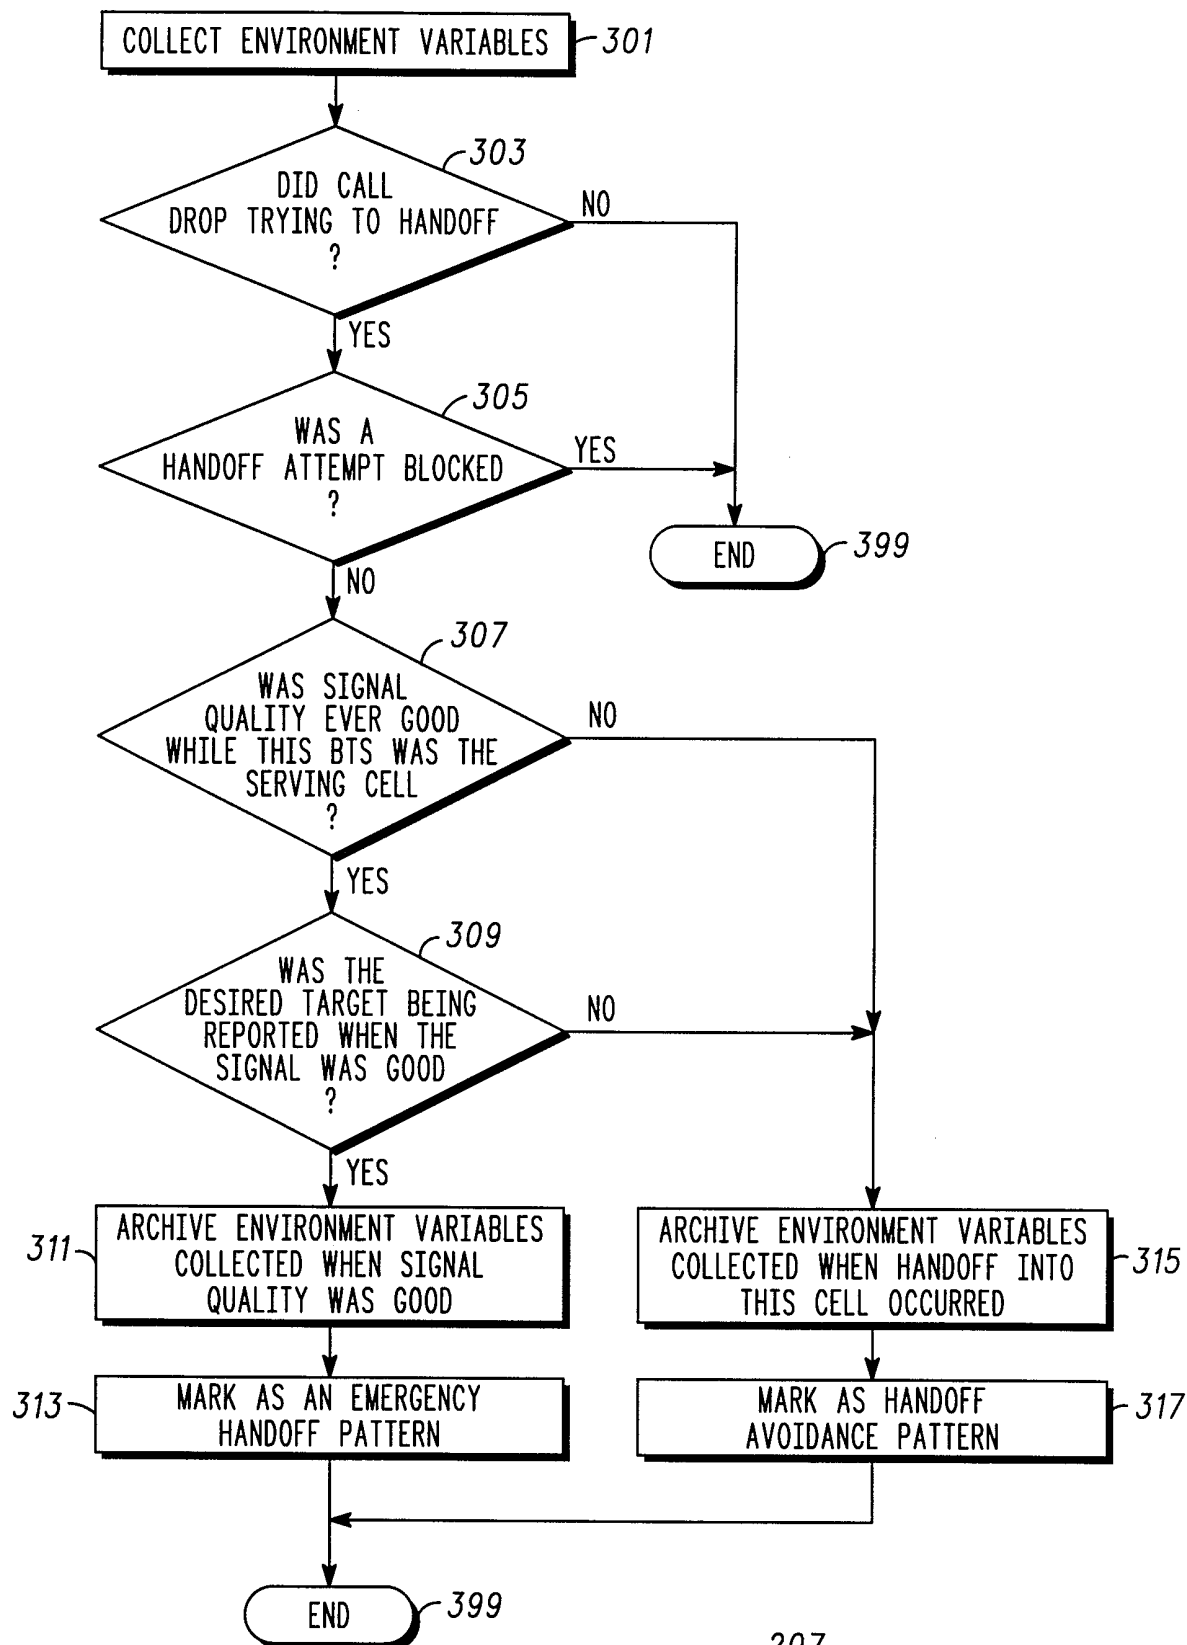 COLLECT ENVIRONMENT VARIABLES
301
303
DID CALL
DROP TRYING TO HANDOFF
?
NO
YES
305
WAS A
HANDOFF ATTEMPT BLOCKED
?
YES
END
399
NO
307
WAS SIGNAL
QUALITY EVER GOOD
WHILE THIS BTS WAS THE
SERVING CELL
?
NO
YES
309
WAS THE
DESIRED TARGET BEING
REPORTED WHEN THE
SIGNAL WAS GOOD
?
NO
YES
311
ARCHIVE ENVIRONMENT VARIABLES
COLLECTED WHEN SIGNAL
QUALITY WAS GOOD
ARCHIVE ENVIRONMENT VARIABLES
COLLECTED WHEN HANDOFF INTO
THIS CELL OCCURRED
315
313
MARK AS AN EMERGENCY
HANDOFF PATTERN
MARK AS HANDOFF
AVOIDANCE PATTERN
317
END
399